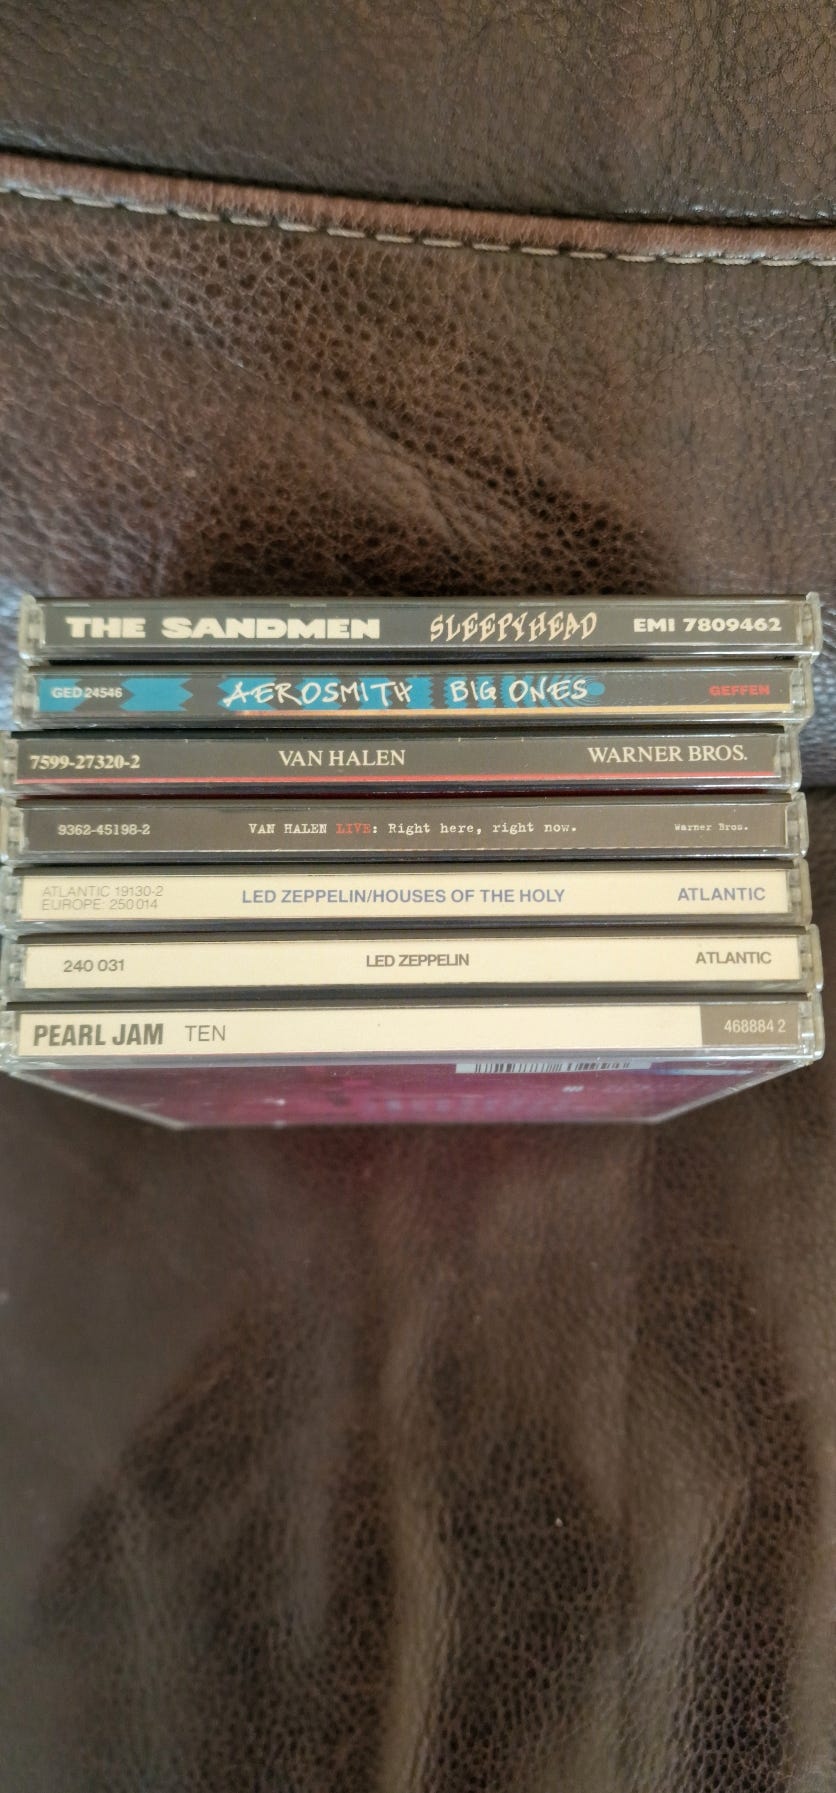 THE SANDMEN SLEEPYHEAD EMI 7809462
GED 24546 AEROSMITH BIG ONES GEFFEN
7599-27320-2 VAN HALEN WARNER BROS.
9362-45198-2 VAN HALEN LIVE: Right here, right now. Warner Bros.
ATLANTIC 19130-2
EUROPE: 250 014
LED ZEPPELIN/HOUSES OF THE HOLY ATLANTIC
240 031 LED ZEPPELIN ATLANTIC
PEARL JAM TEN 468884 2